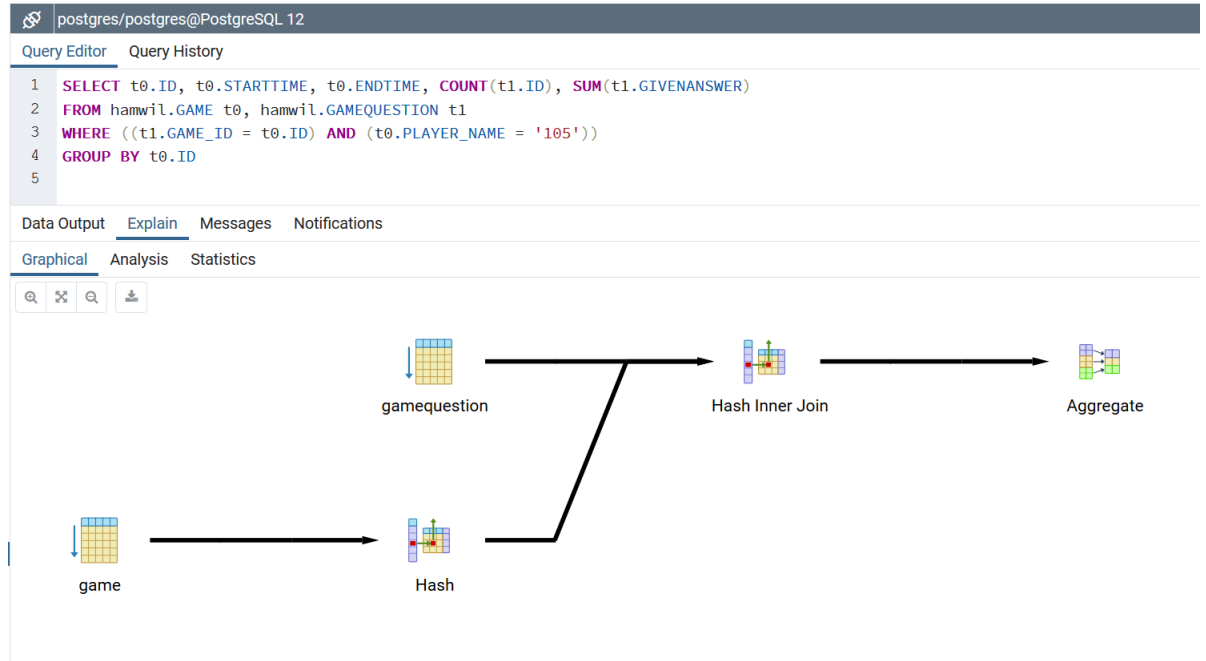 postgres/postgres@PostgreSQL 12
Query Editor Query History
1 SELECT t0.ID, t0.STARTTIME, t0.ENDTIME, COUNT(t1.ID), SUM(t1.GIVENANSWER)
2 FROM hamwil.GAME t0, hamwil.GAMEQUESTION t1
3 WHERE ((t1.GAME_ID = t0.ID) AND (t0.PLAYER_NAME = '105'))
4 GROUP BY t0.ID
5
Data Output Explain Messages Notifications
Graphical Analysis Statistics
gamequestion Hash Inner Join Aggregate
game Hash